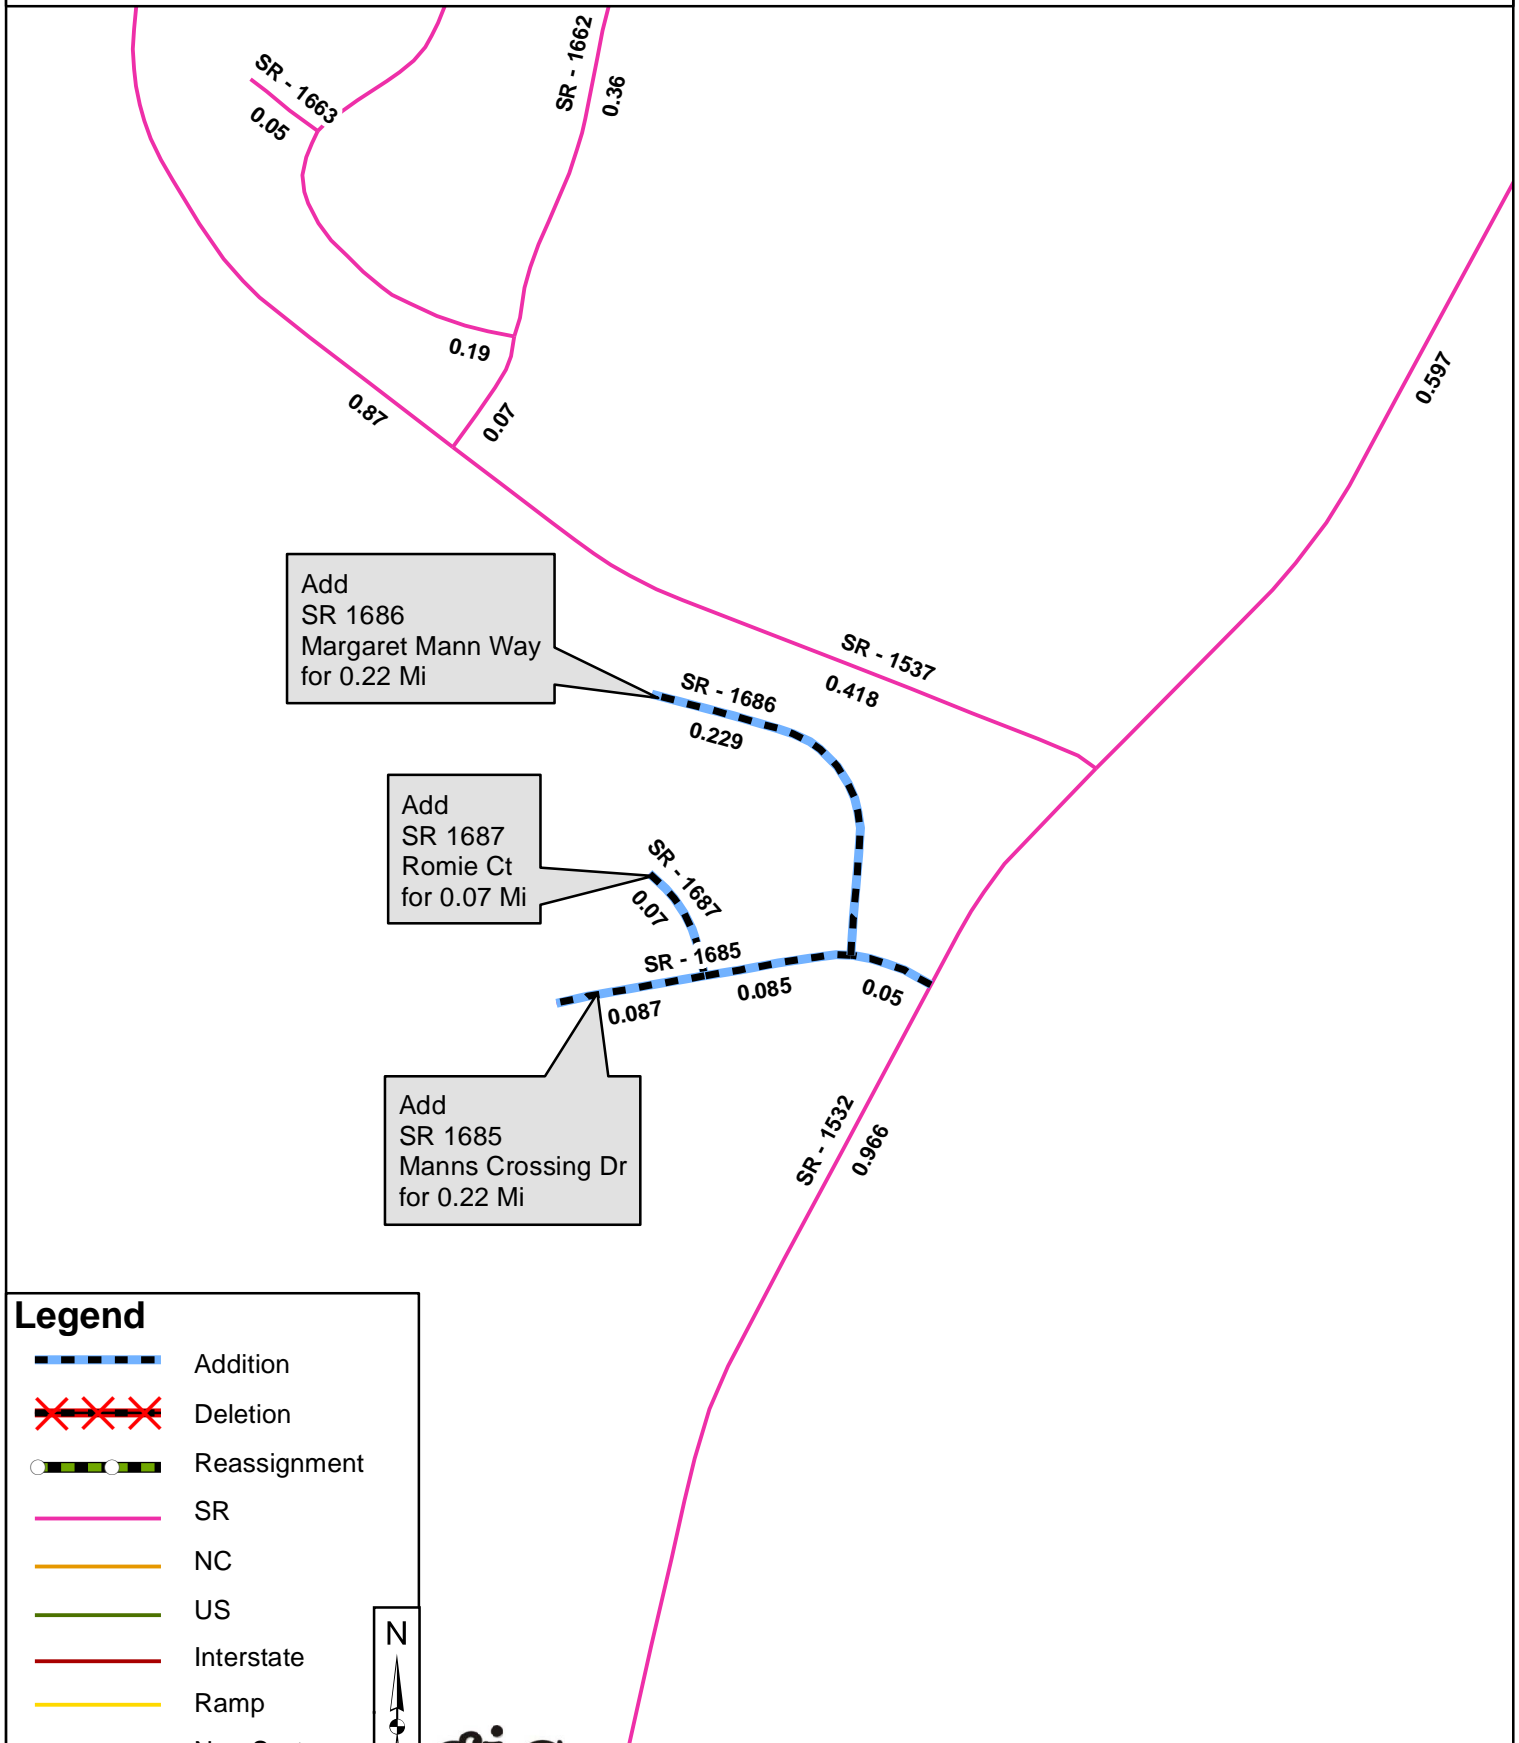 SR - 1662
0.36
SR - 1663
0.05
0.19
0.07
0.87
0.597
Add
SR 1686
Margaret Mann Way
for 0.22 Mi
SR - 1537
0.418
SR - 1686
0.229
Add
SR 1687
Romie Ct
for 0.07 Mi
SR - 1687
0.07
SR - 1685
0.087
0.085
0.05
Add
SR 1685
Manns Crossing Dr
for 0.22 Mi
SR - 1532
0.966
Legend
Addition
Deletion
Reassignment
SR
NC
US
Interstate
Ramp
N